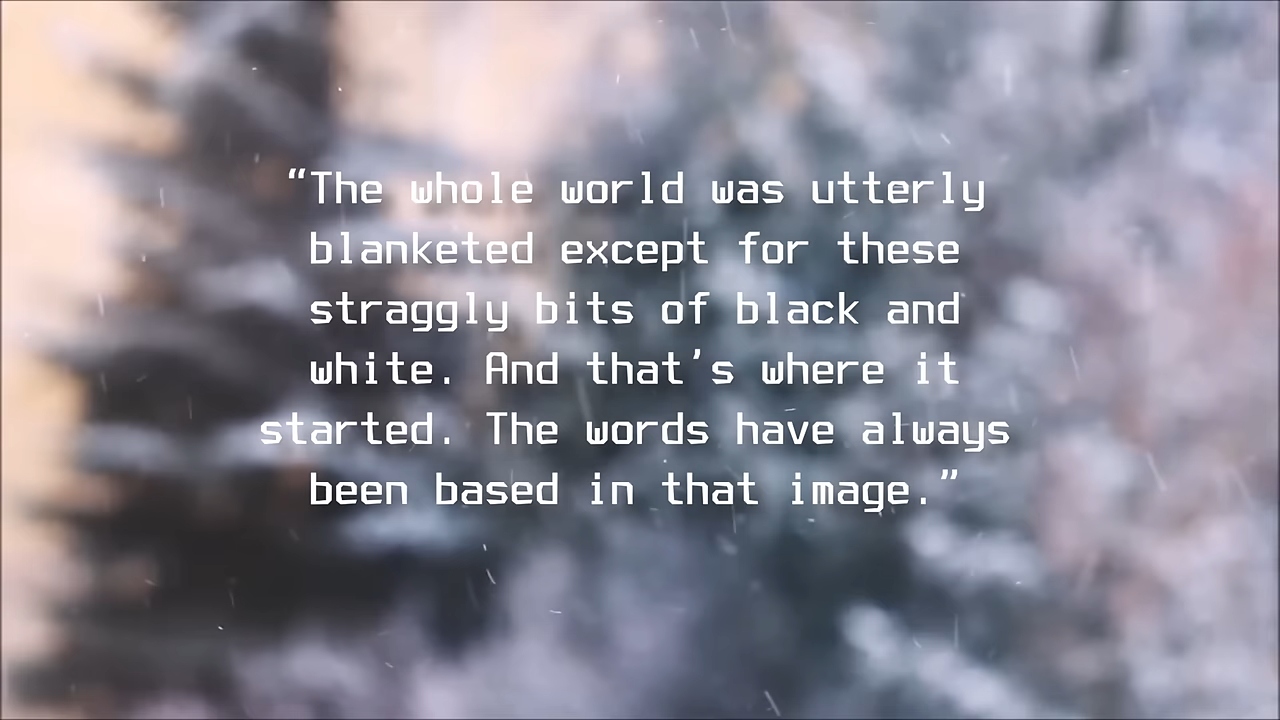 “The whole world was utterly
blanketed except for these
straggly bits of black and
white. And that’s where it
started. The words have always
been based in that image.”